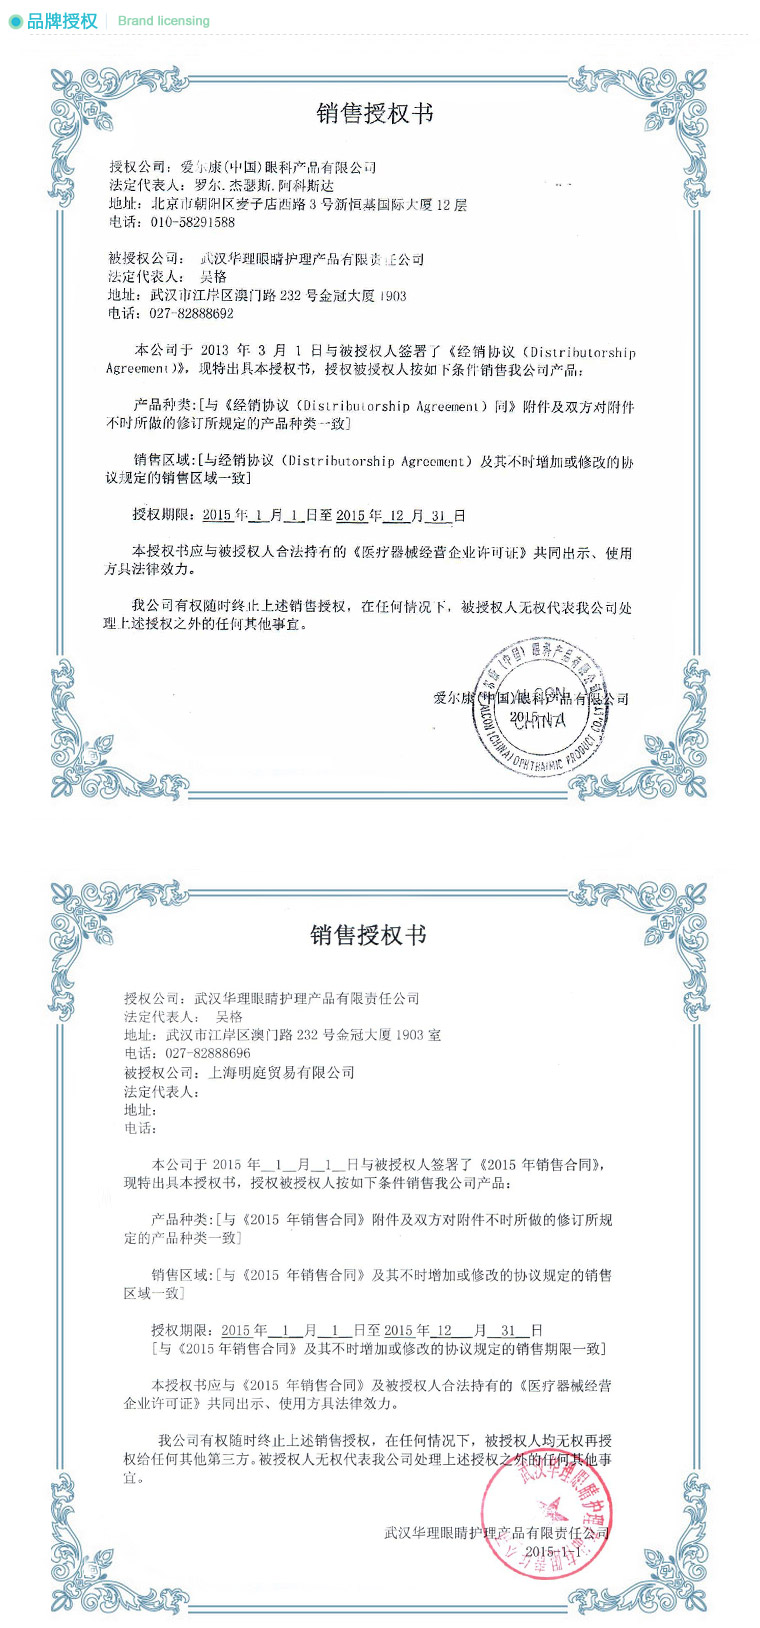 品牌授权 Brand licensing
销售授权书
授权公司：爱尔康(中国)眼科产品有限公司
法定代表人：罗尔.杰瑟斯.阿科斯达
地址：北京市朝阳区麦子店西路 3 号新恒基国际大厦 12 层
电话：010-58291588
被授权公司： 武汉华理眼睛护理产品有限责任公司
法定代表人： 吴格
地址：武汉市江岸区澳门路 232 号金冠大厦 1903
电话：027-82888692
本公司于 2013 年 3 月 1 日与被授权人签署了《经销协议（Distributorship
Agreement)》，现特出具本授权书，授权被授权人按如下条件销售我公司产品：
产品种类:[与《经销协议（Distributorship Agreement）同》附件及双方对附件
不时所做的修订所规定的产品种类一致]
销售区域:[与经销协议（Distributorship Agreement）及其不时增加或修改的协
议规定的销售区域一致]
授权期限：2015 年 1 月 1 日至 2015 年 12 月 31 日
本授权书应与被授权人合法持有的《医疗器械经营企业许可证》共同出示、使用
方具法律效力。
我公司有权随时终止上述销售授权，在任何情况下，被授权人无权代表我公司处
理上述授权之外的任何其他事宜。
爱尔康(中国)眼科产品有限公司
2015-1-1
ALCON
CHINA
ALCON(CHINA)OPHTHALMIC PRODUCT CO.
销售授权书
授权公司：武汉华理眼睛护理产品有限责任公司
法定代表人： 吴格
地址：武汉市江岸区澳门路 232 号金冠大厦 1903 室
电话：027-82888696
被授权公司：上海明庭贸易有限公司
法定代表人：
地址：
电话：
本公司于 2015 年__1__月__1__日与被授权人签署了《2015 年销售合同》，
现特出具本授权书，授权被授权人按如下条件销售我公司产品：
产品种类:[与《2015 年销售合同》附件及双方对附件不时所做的修订所规
定的产品种类一致]
销售区域:[与《2015 年销售合同》及其不时增加或修改的协议规定的销售
区域一致]
授权期限：2015 年__1__月__1__日至 2015 年_12___月__31__日
[与《2015 年销售合同》及其不时增加或修改的协议规定的销售期限一致]
本授权书应与《2015 年销售合同》及被授权人合法持有的《医疗器械经营
企业许可证》共同出示、使用方具法律效力。
我公司有权随时终止上述销售授权，在任何情况下，被授权人均无权再授
权给任何其他第三方。被授权人无权代表我公司处理上述授权之外的任何其他事
宜。
武汉华理眼睛护理产品有限责任公司
2015-1-1